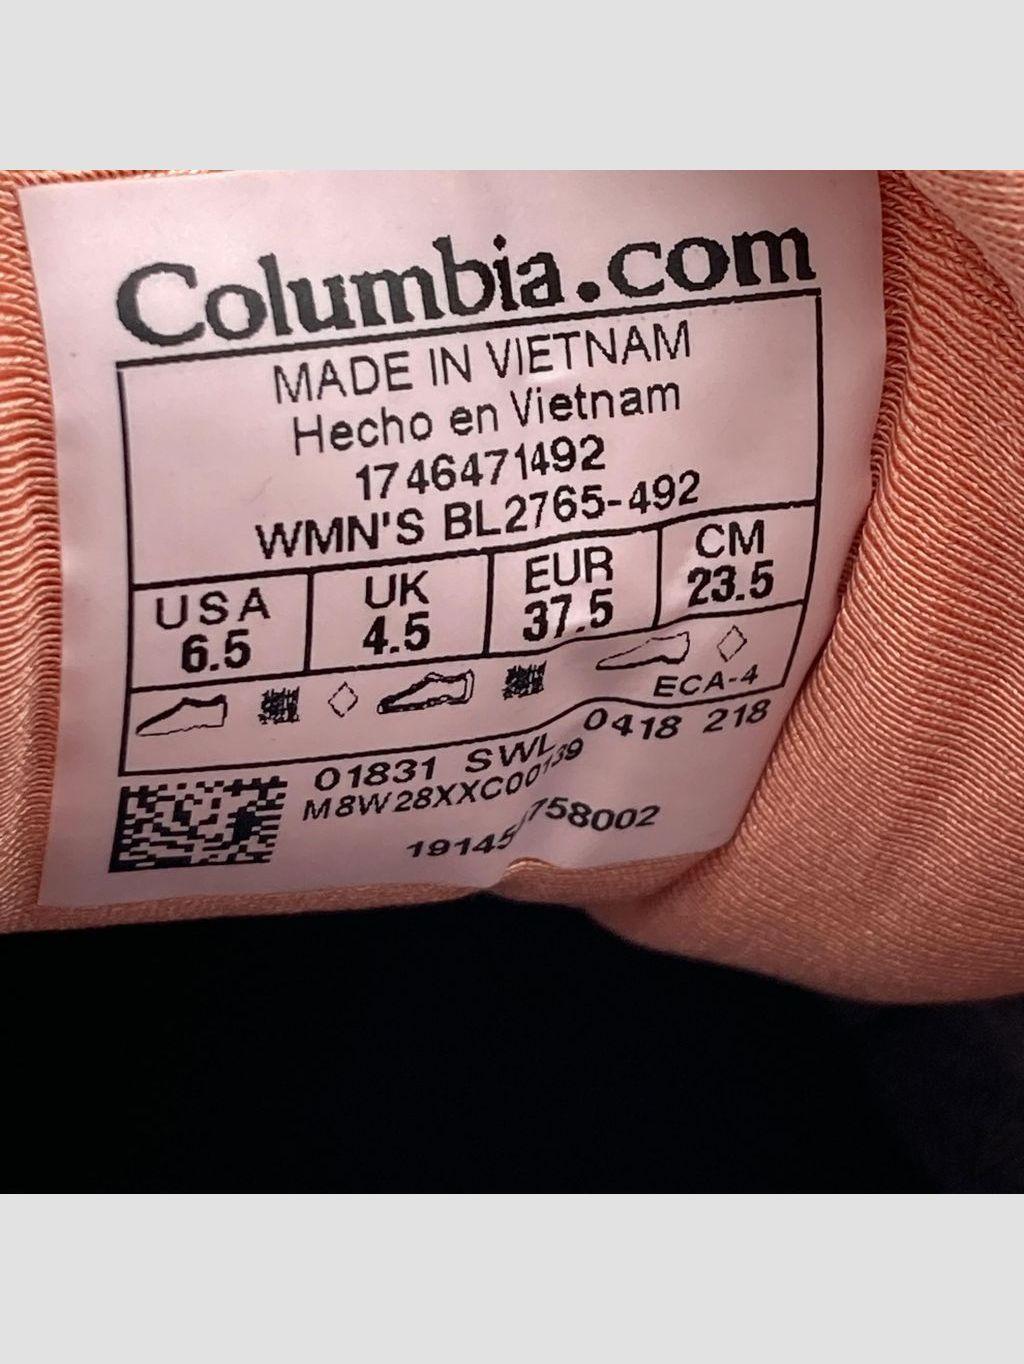 Columbia.com
MADE IN VIETNAM
Hecho en Vietnam
1746471492
WMN'S BL2765-492
USA UK EUR CM
6.5 4.5 37.5 23.5
ECA-4
01831 SWL 0418 218
M8W28XXC00139